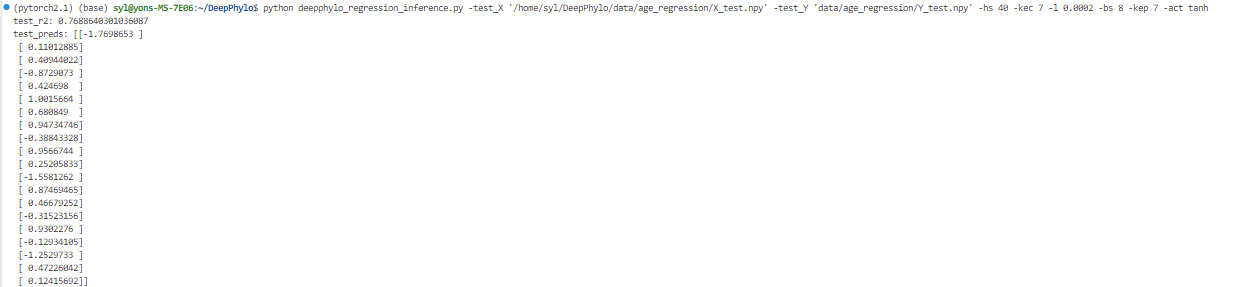 (pytorch2.1) (base) syl@yons-MS-7E06:~/DeepPhylo$ python deepphylo_regression_inference.py -test_X '/home/syl/DeepPhylo/data/age_regression/X_test.npy' -test_Y 'data/age_regression/Y_test.npy' -hs 40 -kec 7 -l 0.0002 -bs 8 -kep 7 -act tanh
test_r2: 0.7688640301036087
test_preds: [[-1.7698653 ]
[ 0.11012885]
[ 0.40944022]
[-0.8729073 ]
[ 0.424698 ]
[ 1.0015664 ]
[ 0.680849 ]
[ 0.94734746]
[-0.38843328]
[ 0.9566744 ]
[ 0.25205833]
[-1.5581262 ]
[ 0.87469465]
[ 0.46679252]
[-0.31523156]
[ 0.9302276 ]
[-0.12934105]
[-1.2529733 ]
[ 0.47226042]
[ 0.12415692]]